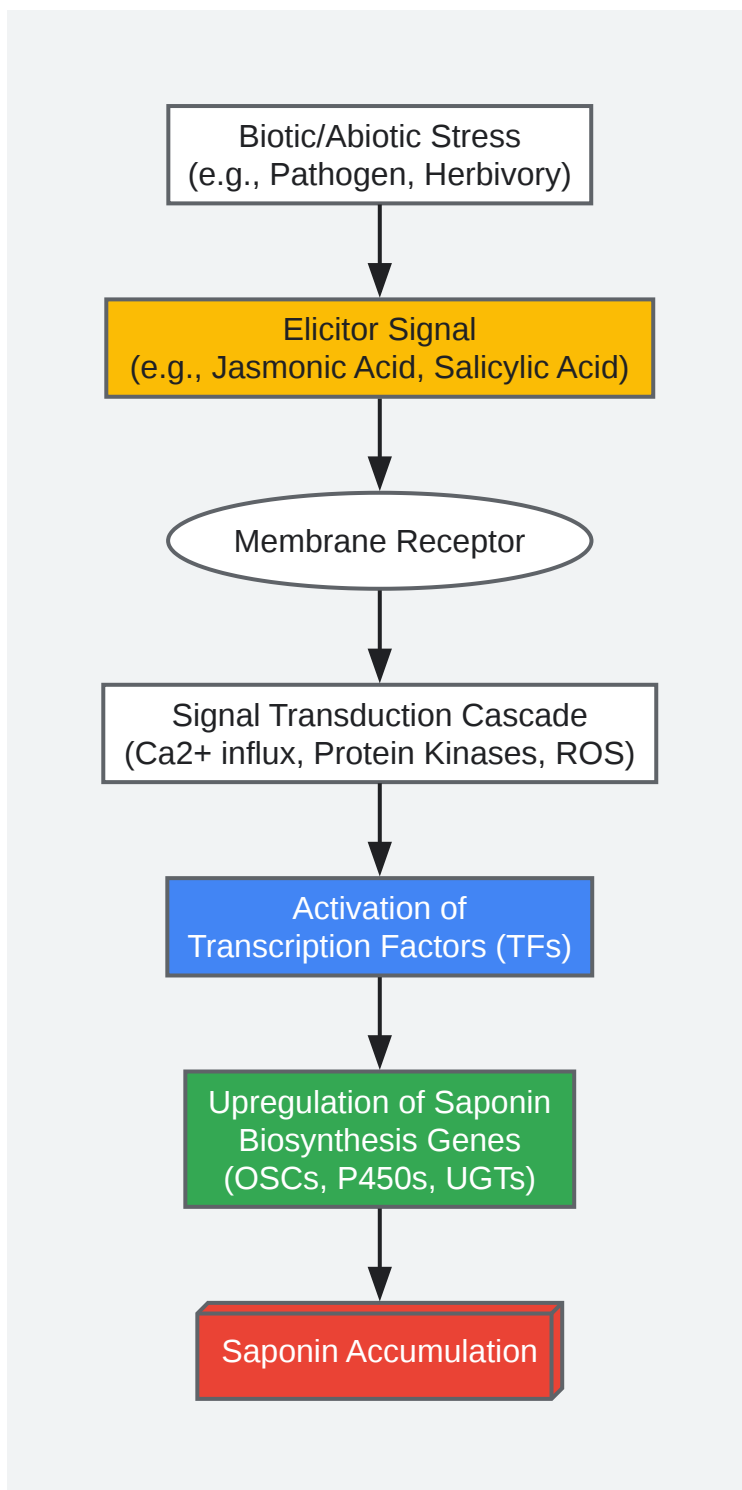 Biotic/Abiotic Stress
(e.g., Pathogen, Herbivory)
Elicitor Signal
(e.g., Jasmonic Acid, Salicylic Acid)
Membrane Receptor
Signal Transduction Cascade
(Ca2+ influx, Protein Kinases, ROS)
Activation of
Transcription Factors (TFs)
Upregulation of Saponin
Biosynthesis Genes
(OSCs, P450s, UGTs)
Saponin Accumulation